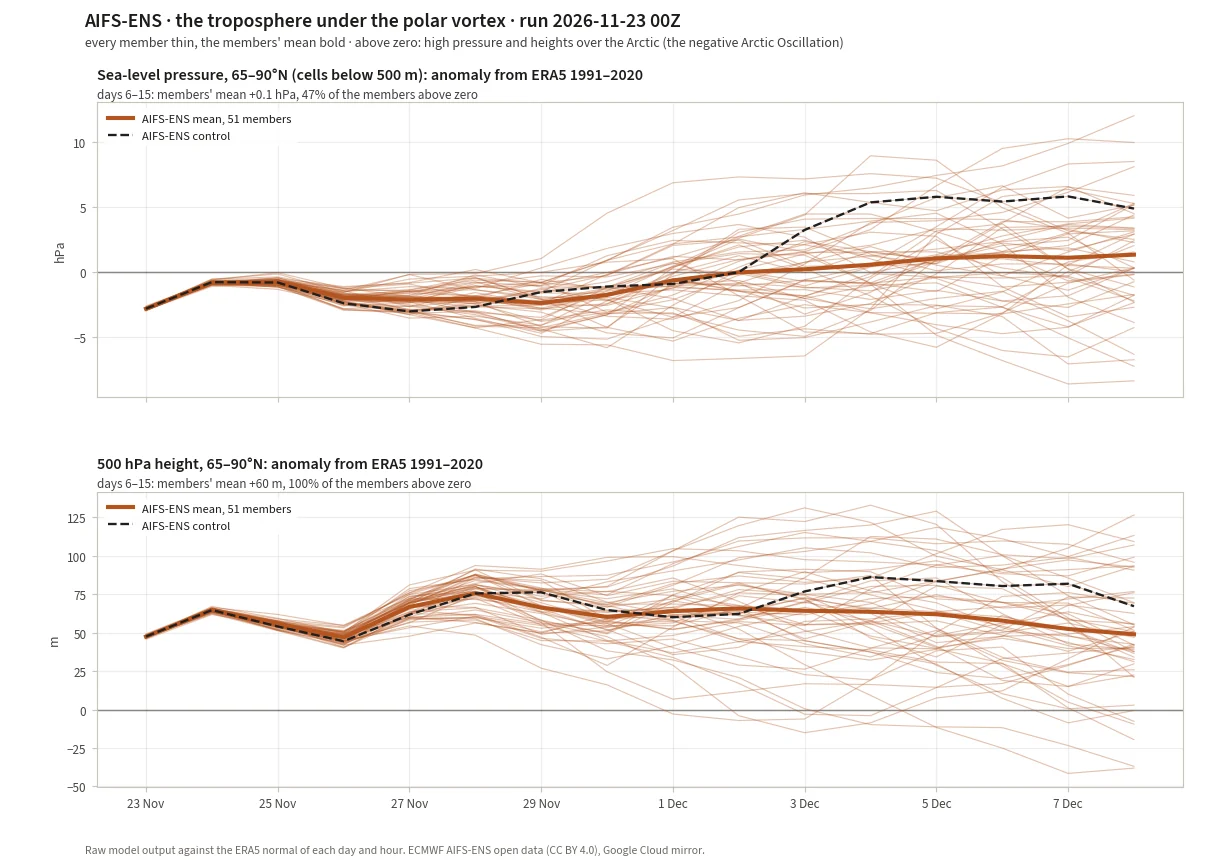 AIFS-ENS · the troposphere under the polar vortex · run 2026-11-23 00Z
every member thin, the members' mean bold · above zero: high pressure and heights over the Arctic (the negative Arctic Oscillation)
Sea-level pressure, 65–90°N (cells below 500 m): anomaly from ERA5 1991–2020
days 6–15: members' mean +0.1 hPa, 47% of the members above zero
AIFS-ENS mean, 51 members
AIFS-ENS control
10
5
0
−5
hPa
500 hPa height, 65–90°N: anomaly from ERA5 1991–2020
days 6–15: members' mean +60 m, 100% of the members above zero
AIFS-ENS mean, 51 members
AIFS-ENS control
125
100
75
50
25
0
−25
−50
m
23 Nov 25 Nov 27 Nov 29 Nov 1 Dec 3 Dec 5 Dec 7 Dec
Raw model output against the ERA5 normal of each day and hour. ECMWF AIFS-ENS open data (CC BY 4.0), Google Cloud mirror.